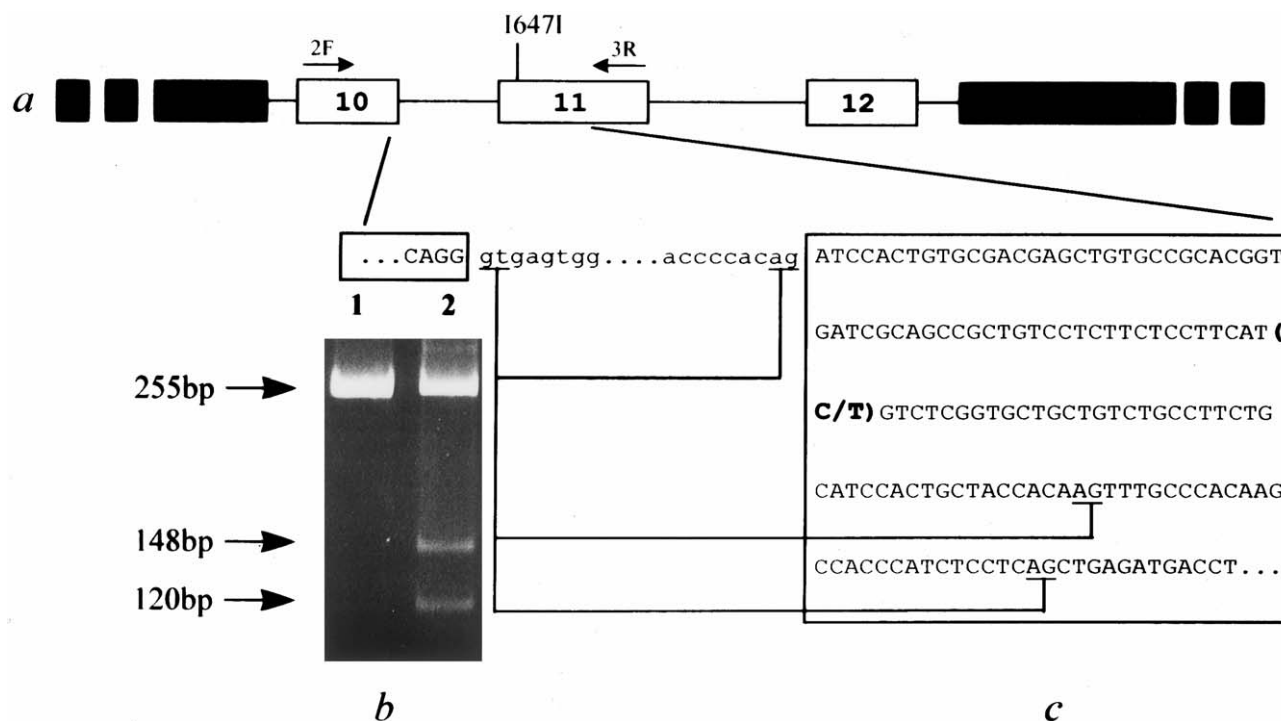 I647I
2F
3R
a
10
11
12
...CAGG gtgagtgg....accccacag ATCCACTGTGCGACGAGCTGTGCCGCACGGT
1 2
GATCGCAGCCGCTGTCCTCTTCTCCTTCAT(
255bp
C/T)GTCTCGGTGCTGCTGTCTGCCTTCTG
CATCCACTGCTACCACAAGTTTGCCCACAAG
148bp
CCACCCATCTCCTCAGCTGAGATGACCT...
120bp
b
c